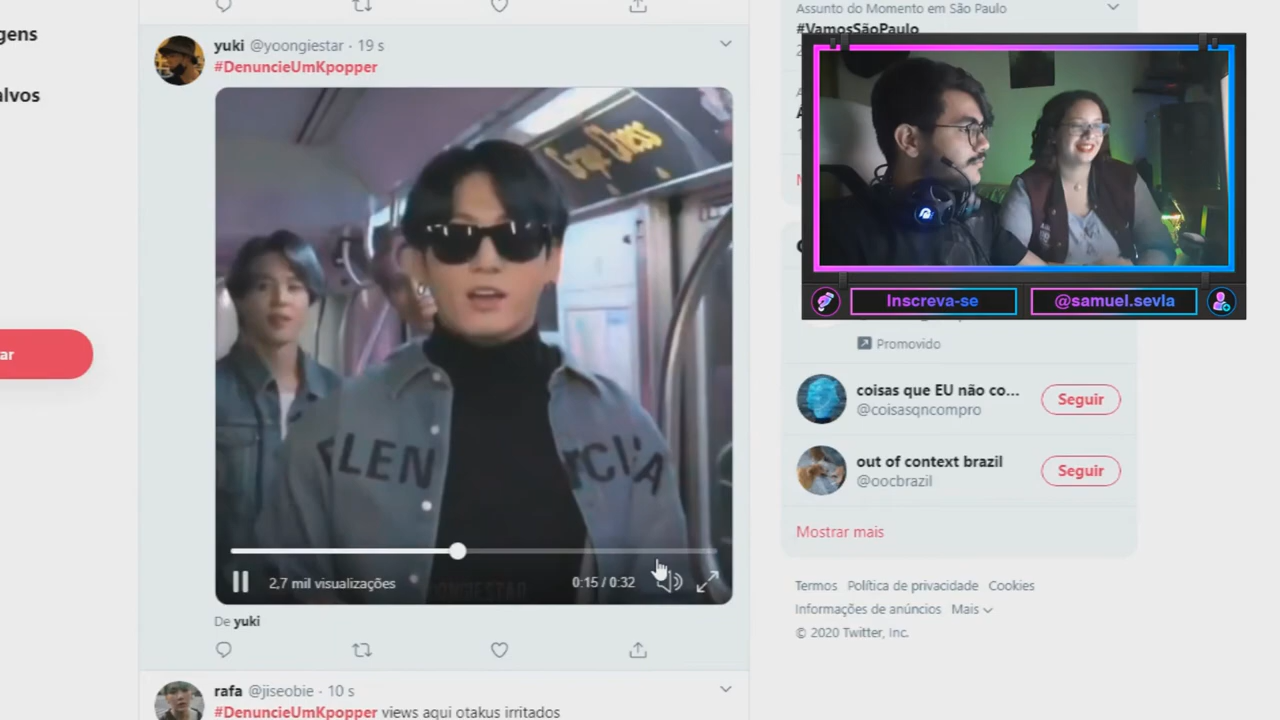 gens
alvos
ar
yuki @yoongiestar · 19 s
#DenuncieUmKpopper
2,7 mil visualizações
0:15 / 0:32
De yuki
rafa @jiseobie · 10 s
#DenuncieUmKpopper views aqui otakus irritados
Assunto do Momento em São Paulo
#VamosSãoPaulo
Inscreva-se
@samuel.sevla
Promovido
coisas que EU não co...
@coisasqncompro
Seguir
out of context brazil
@oocbrazil
Seguir
Mostrar mais
Termos Política de privacidade Cookies
Informações de anúncios Mais
© 2020 Twitter, Inc.